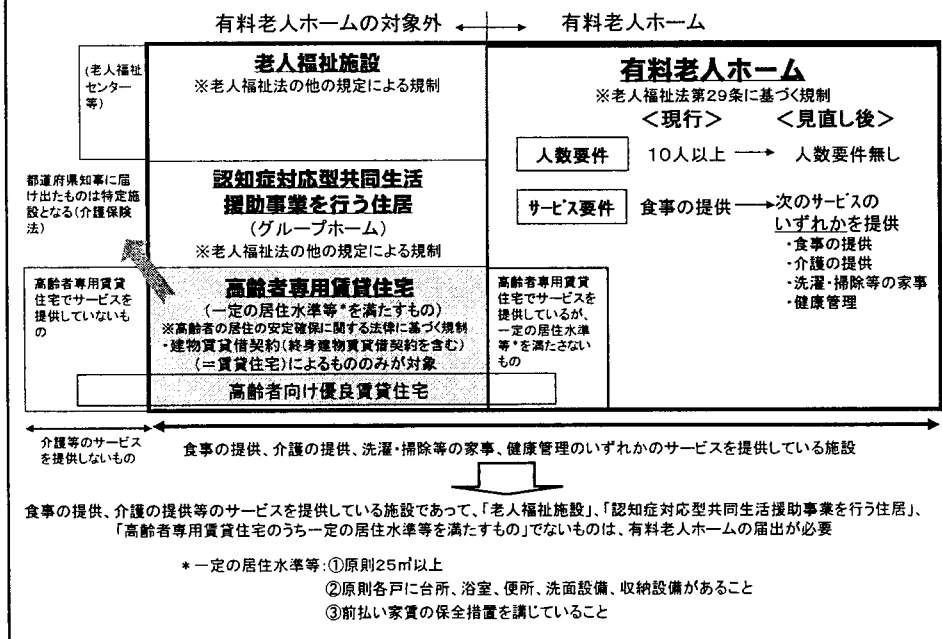 有料老人ホームの対象外 ←→ 有料老人ホーム
(老人福祉
センター
等)
老人福祉施設
※老人福祉法の他の規定による規制
有料老人ホーム
※老人福祉法第29条に基づく規制
<現行> <見直し後>
人数要件 10人以上 → 人数要件無し
サービス要件 食事の提供 → 次のサービスの
いずれかを提供
・食事の提供
・介護の提供
・洗濯・掃除等の家事
・健康管理
都道府県知事に届
け出たものは特定施
設となる(介護保険
法)
認知症対応型共同生活
援助事業を行う住居
(グループホーム)
※老人福祉法の他の規定による規制
高齢者専用賃貸
住宅でサービスを
提供していないも
の
高齢者専用賃貸住宅
(一定の居住水準等*を満たすもの)
※高齢者の居住の安定確保に関する法律に基づく規制
・建物賃貸借契約(終身建物賃貸借契約を含む)
(=賃貸住宅)によるもののみが対象
高齢者専用賃貸
住宅でサービスを
提供しているが、
一定の居住水準
等*を満たさない
もの
高齢者向け優良賃貸住宅
介護等のサービス
を提供しないもの
食事の提供、介護の提供、洗濯・掃除等の家事、健康管理のいずれかのサービスを提供している施設
食事の提供、介護の提供等のサービスを提供している施設であって、「老人福祉施設」、「認知症対応型共同生活援助事業を行う住居」、
「高齢者専用賃貸住宅のうち一定の居住水準等を満たすもの」でないものは、有料老人ホームの届出が必要
*一定の居住水準等:①原則25㎡以上
②原則各戸に台所、浴室、便所、洗面設備、収納設備があること
③前払い家賃の保全措置を講じていること